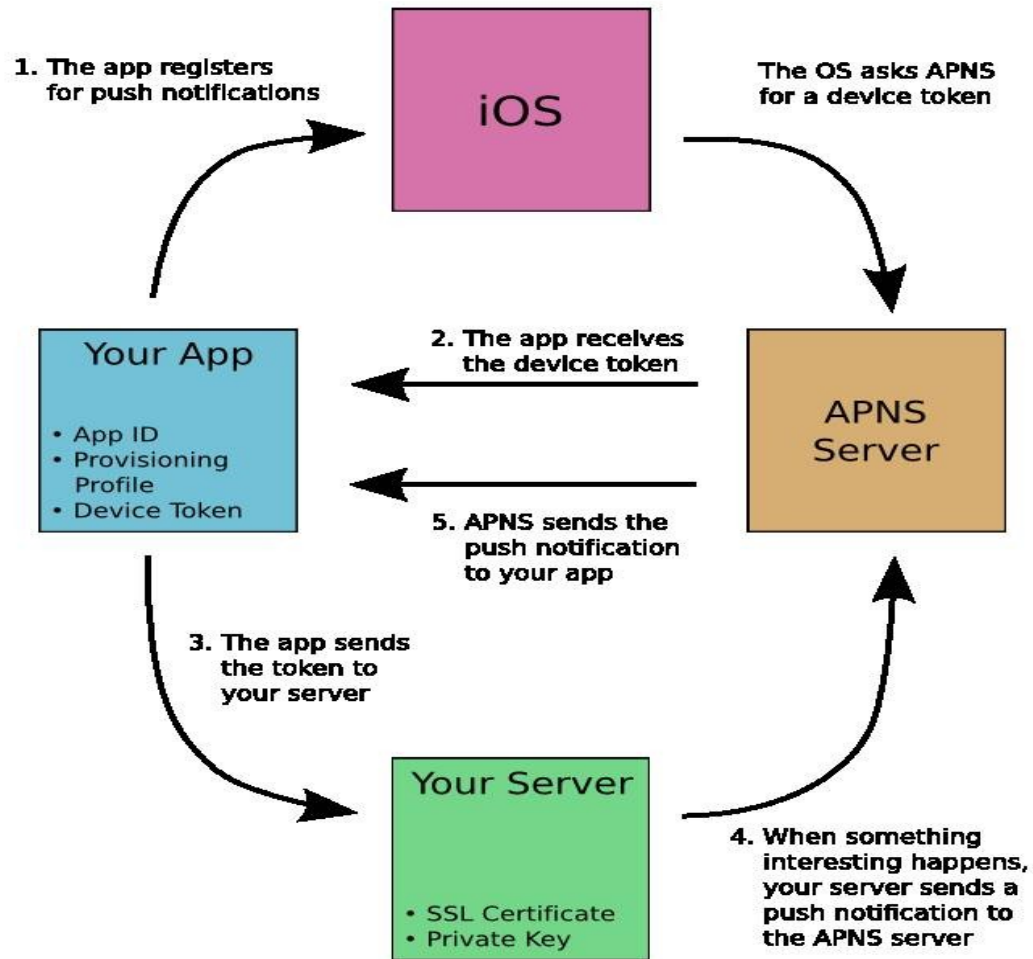 1. The app registers
for push notifications
iOS
The OS asks APNS
for a device token
Your App
• App ID
• Provisioning
Profile
• Device Token
2. The app receives
the device token
APNS
Server
5. APNS sends the
push notification
to your app
3. The app sends
the token to
your server
Your Server
• SSL Certificate
• Private Key
4. When something
interesting happens,
your server sends a
push notification to
the APNS server